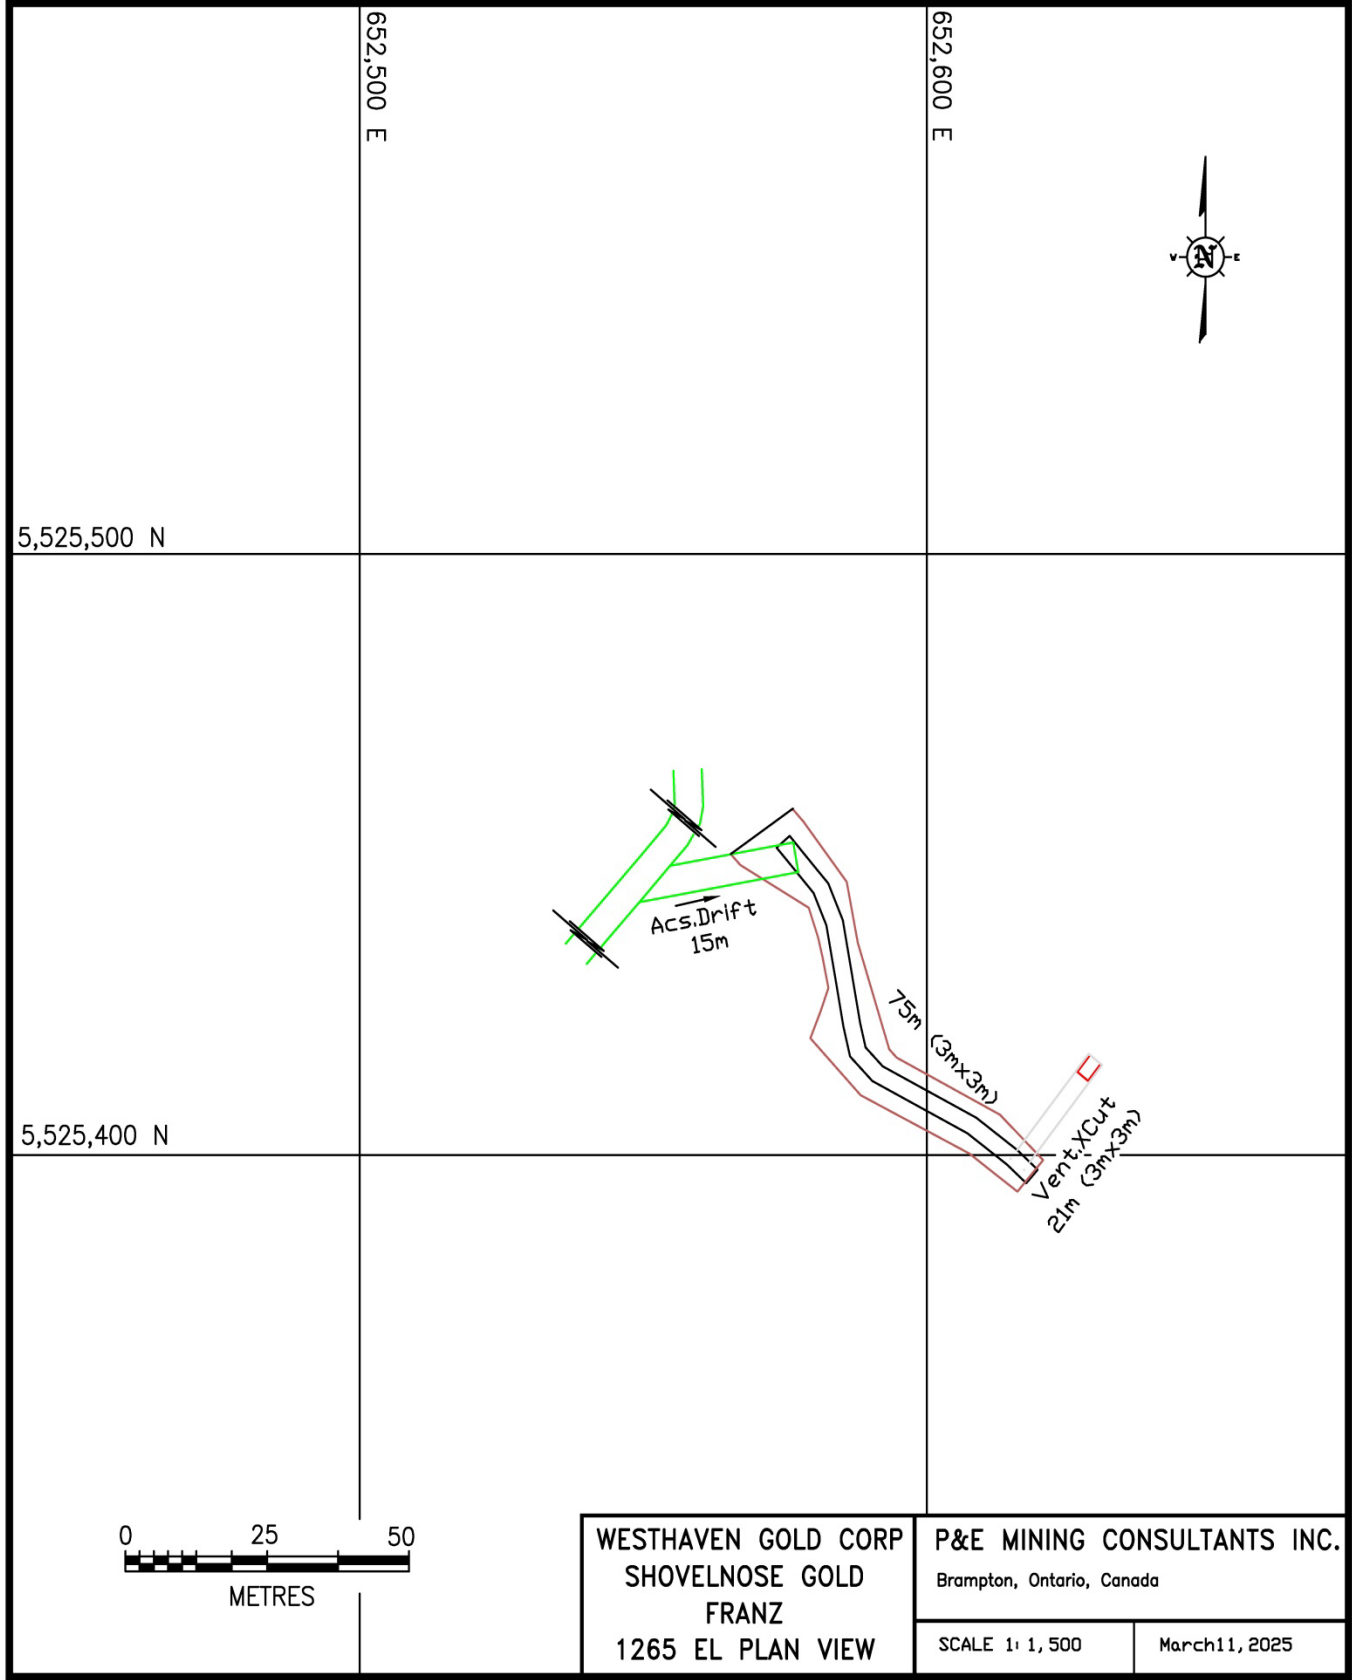 652,500 E
652,600 E
N
W
E
5,525,500 N
Acs.Drift
15m
75m (3mx3m)
5,525,400 N
Vent.XCut
21m (3mx3m)
0 25 50
METRES
WESTHAVEN GOLD CORP
SHOVELNOSE GOLD
FRANZ
1265 EL PLAN VIEW
P&E MINING CONSULTANTS INC.
Brampton, Ontario, Canada
SCALE 1: 1,500
March11,2025